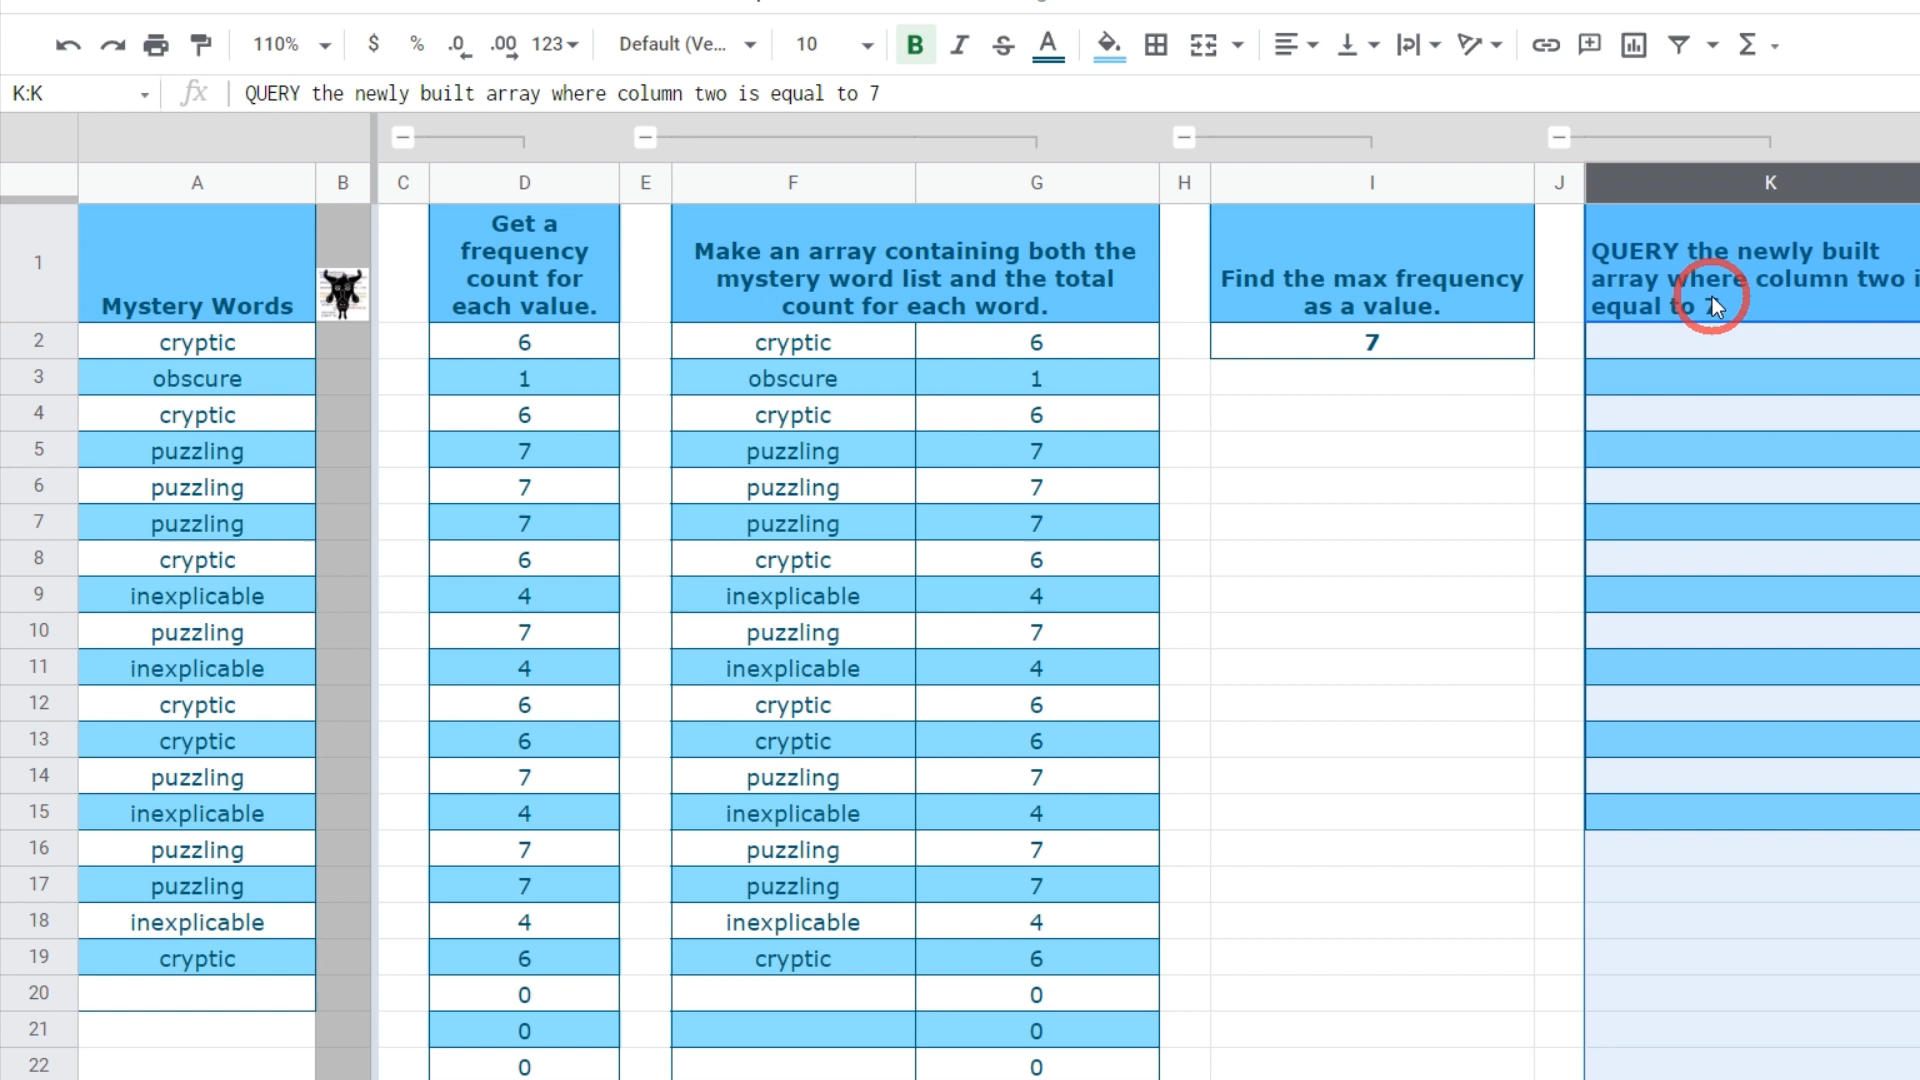 110% $ % .0 .00 123 Default (Ve... 10 B I S A Σ
K:K fx QUERY the newly built array where column two is equal to 7
A B C D E F G H I J K
1 Mystery Words Get a frequency count for each value. Make an array containing both the mystery word list and the total count for each word. Find the max frequency as a value. QUERY the newly built array where column two i equal to 7
2 cryptic 6 cryptic 6 7
3 obscure 1 obscure 1
4 cryptic 6 cryptic 6
5 puzzling 7 puzzling 7
6 puzzling 7 puzzling 7
7 puzzling 7 puzzling 7
8 cryptic 6 cryptic 6
9 inexplicable 4 inexplicable 4
10 puzzling 7 puzzling 7
11 inexplicable 4 inexplicable 4
12 cryptic 6 cryptic 6
13 cryptic 6 cryptic 6
14 puzzling 7 puzzling 7
15 inexplicable 4 inexplicable 4
16 puzzling 7 puzzling 7
17 puzzling 7 puzzling 7
18 inexplicable 4 inexplicable 4
19 cryptic 6 cryptic 6
20 0 0
21 0 0
22 0 0